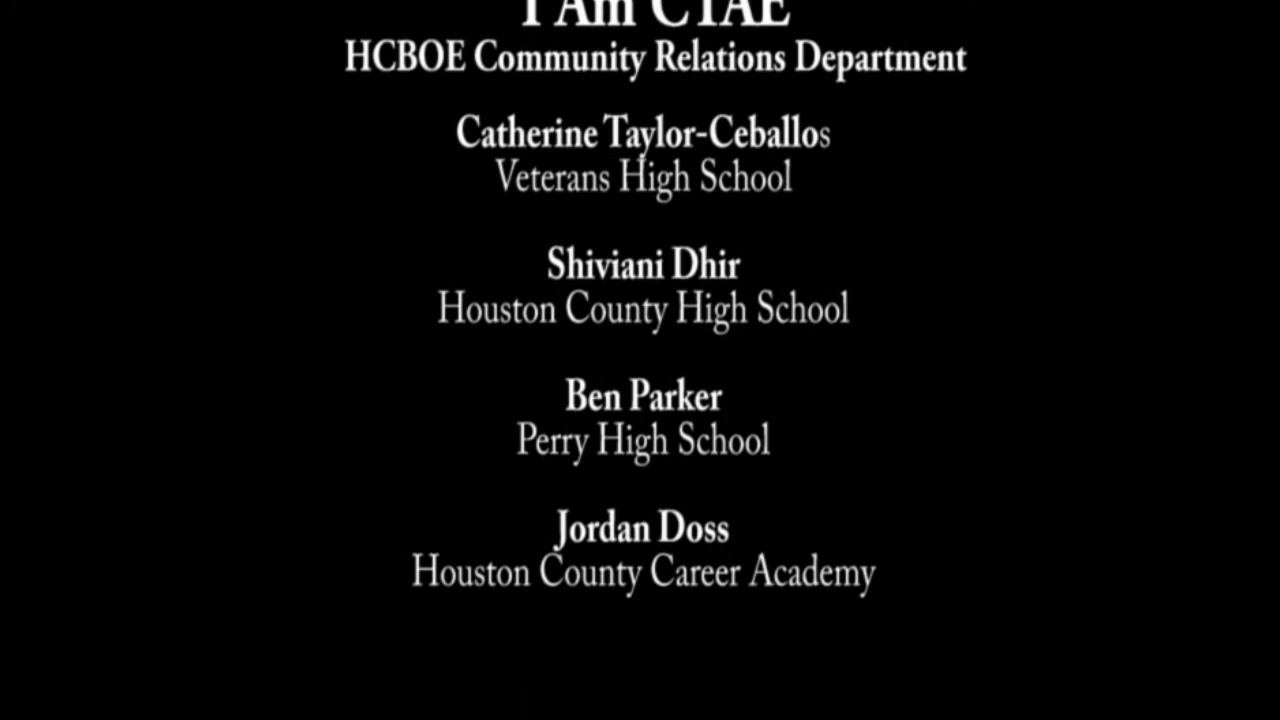 I Am CTAE
HCBOE Community Relations Department
Catherine Taylor-Ceballos
Veterans High School
Shiviani Dhir
Houston County High School
Ben Parker
Perry High School
Jordan Doss
Houston County Career Academy